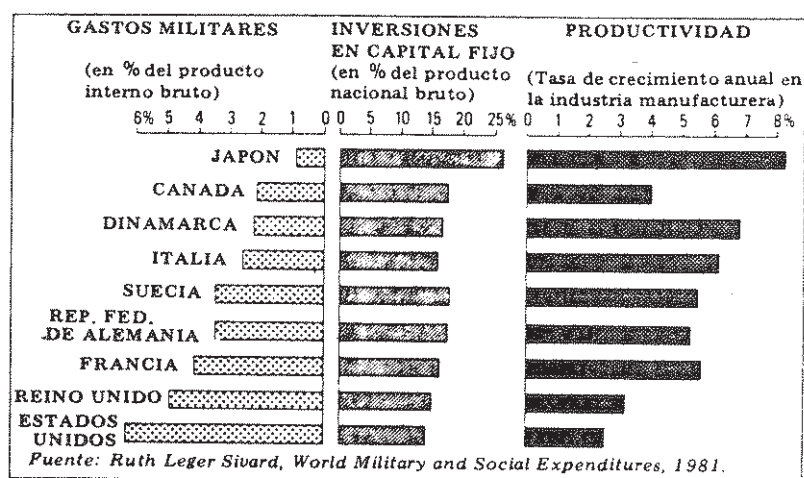 GASTOS MILITARES
(en % del producto
interno bruto)
6% 5 4 3 2 1 0
INVERSIONES
EN CAPITAL FIJO
(en % del producto
nacional bruto)
0 5 10 15 20 25%
PRODUCTIVIDAD
(Tasa de crecimiento anual en
la industria manufacturera)
0 1 2 3 4 5 6 7 8%
JAPON
CANADA
DINAMARCA
ITALIA
SUECIA
REP. FED.
DE ALEMANIA
FRANCIA
REINO UNIDO
ESTADOS
UNIDOS
Puente: Ruth Leger Sivard, World Military and Social Expenditures, 1981.